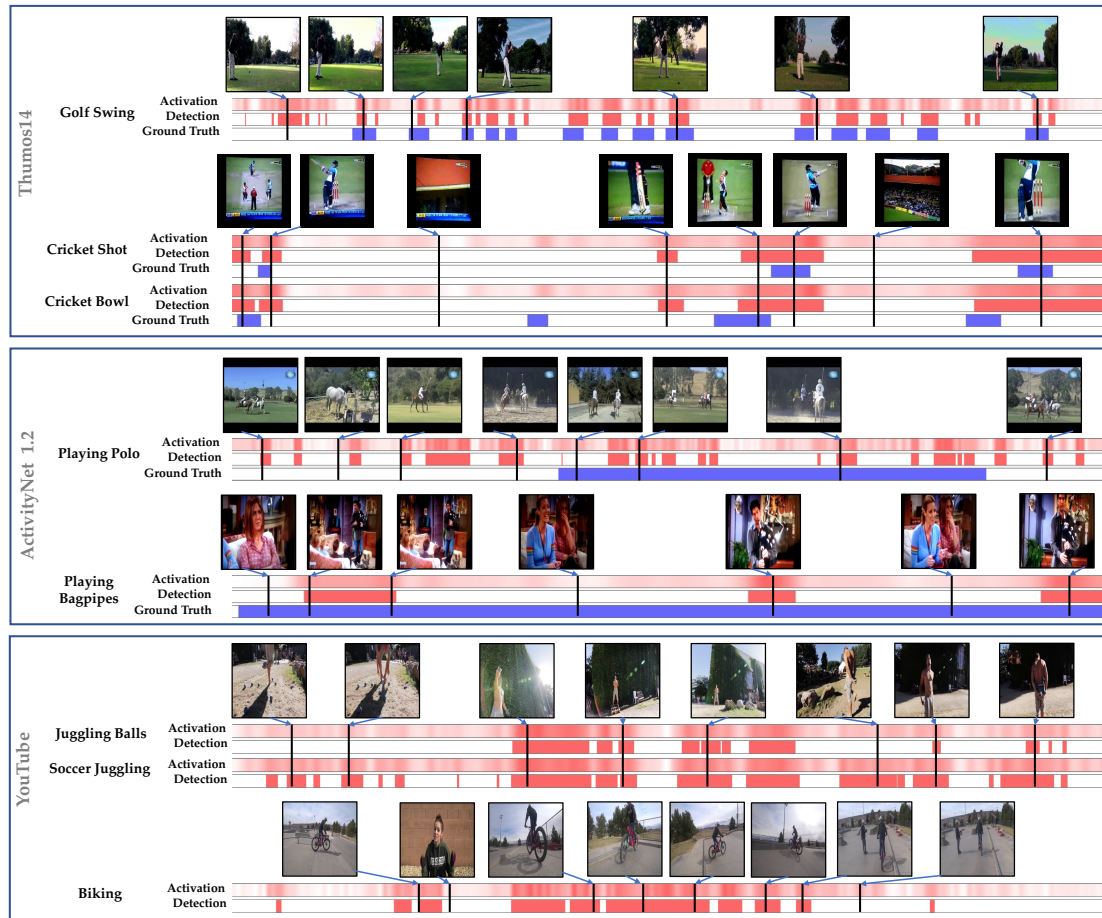 Thumos14
Golf Swing
Activation
Detection
Ground Truth
Cricket Shot
Activation
Detection
Ground Truth
Cricket Bowl
Activation
Detection
Ground Truth
ActivityNet 1.2
Playing Polo
Activation
Detection
Ground Truth
Playing
Bagpipes
Activation
Detection
Ground Truth
YouTube
Juggling Balls
Activation
Detection
Soccer Juggling
Activation
Detection
Biking
Activation
Detection